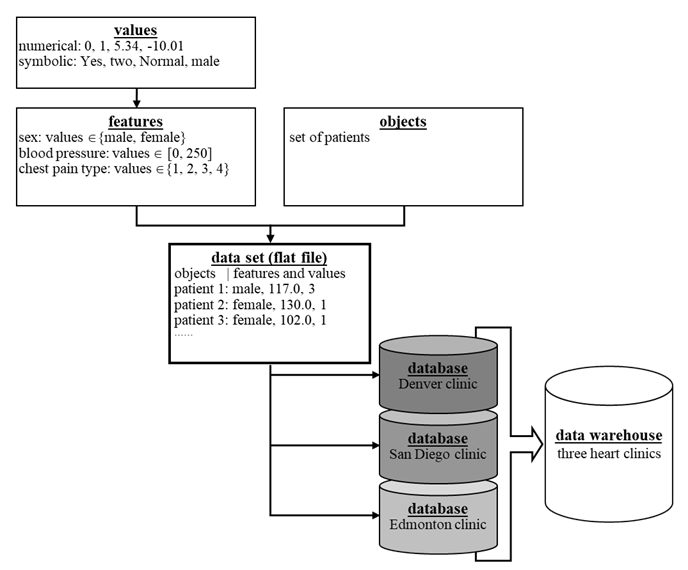 values
numerical: 0, 1, 5.34, -10.01
symbolic: Yes, two, Normal, male
features
sex: values ∈{male, female}
blood pressure: values ∈ [0, 250]
chest pain type: values ∈{1, 2, 3, 4}
objects
set of patients
data set (flat file)
objects | features and values
patient 1: male, 117.0, 3
patient 2: female, 130.0, 1
patient 3: female, 102.0, 1
......
database
Denver clinic
database
San Diego clinic
database
Edmonton clinic
data warehouse
three heart clinics